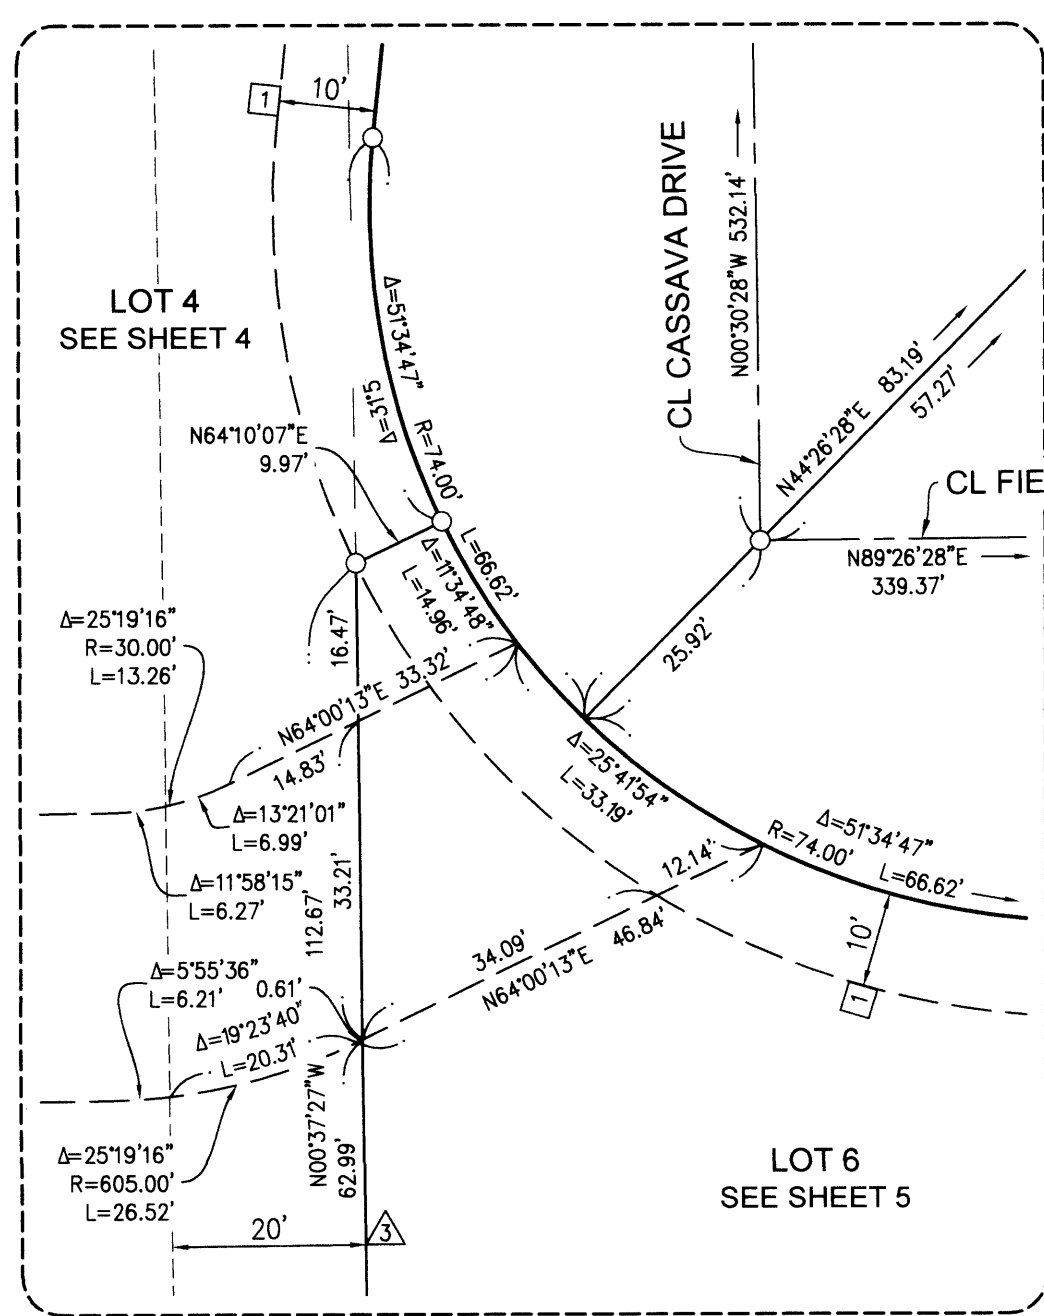 1
10'
CL CASSAVA DRIVE
N00°30'28"W 532.14'
LOT 4
SEE SHEET 4
Δ=51°34'47"
R=74.00'
L=66.62'
Δ=31°5
N64°10'07"E
9.97'
N44°26'28"E
83.19'
57.27'
CL FIE
N89°26'28"E
339.37'
Δ=11°34'48"
L=14.96'
25.92'
Δ=25°19'16"
R=30.00'
L=13.26'
16.47'
N64°00'13"E 33.32'
14.83'
Δ=13°21'01"
L=6.99'
Δ=11°58'15"
L=6.27'
Δ=25°41'54"
L=33.19'
Δ=51°34'47"
R=74.00'
L=66.62'
12.14'
10'
1
33.21'
112.67'
34.09'
N64°00'13"E 46.84'
Δ=5°55'36"
L=6.21'
0.61'
Δ=19°23'40"
L=20.31'
N00°37'27"W
62.99'
Δ=25°19'16"
R=605.00'
L=26.52'
20'
3
LOT 6
SEE SHEET 5